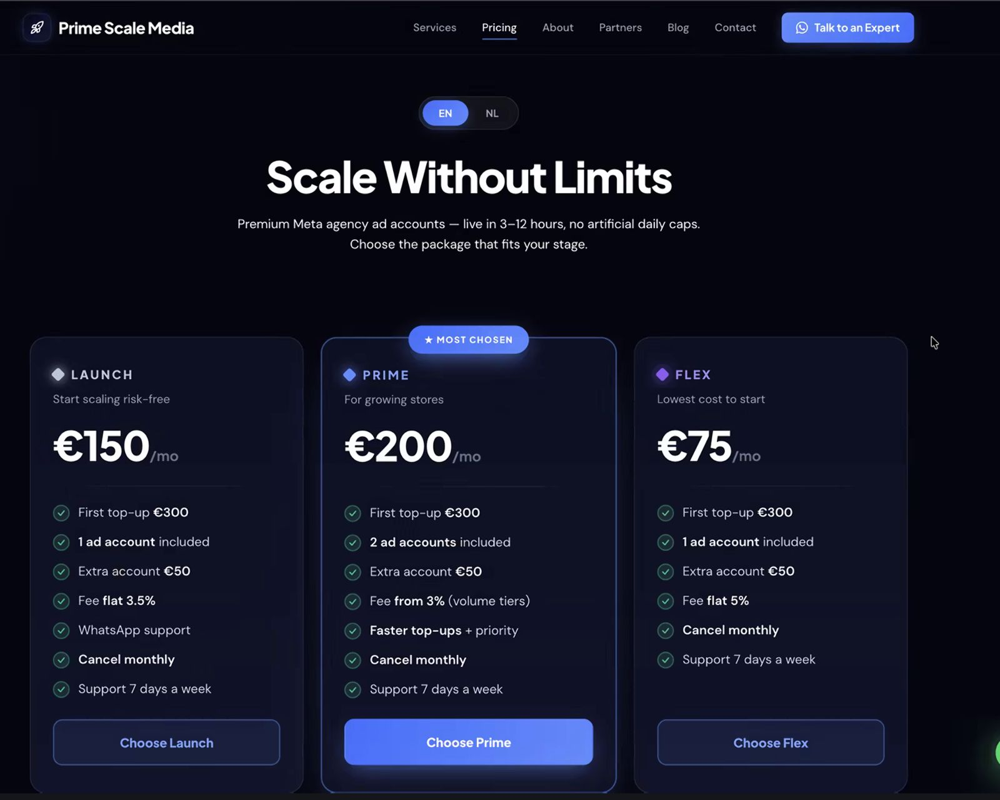 Prime Scale Media
Services
Pricing
About
Partners
Blog
Contact
Talk to an Expert
EN
NL
Scale Without Limits
Premium Meta agency ad accounts — live in 3–12 hours, no artificial daily caps.
Choose the package that fits your stage.
LAUNCH
Start scaling risk-free
€150/mo
First top-up €300
1 ad account included
Extra account €50
Fee flat 3.5%
WhatsApp support
Cancel monthly
Support 7 days a week
Choose Launch
★ MOST CHOSEN
PRIME
For growing stores
€200/mo
First top-up €300
2 ad accounts included
Extra account €50
Fee from 3% (volume tiers)
Faster top-ups + priority
Cancel monthly
Support 7 days a week
Choose Prime
FLEX
Lowest cost to start
€75/mo
First top-up €300
1 ad account included
Extra account €50
Fee flat 5%
Cancel monthly
Support 7 days a week
Choose Flex